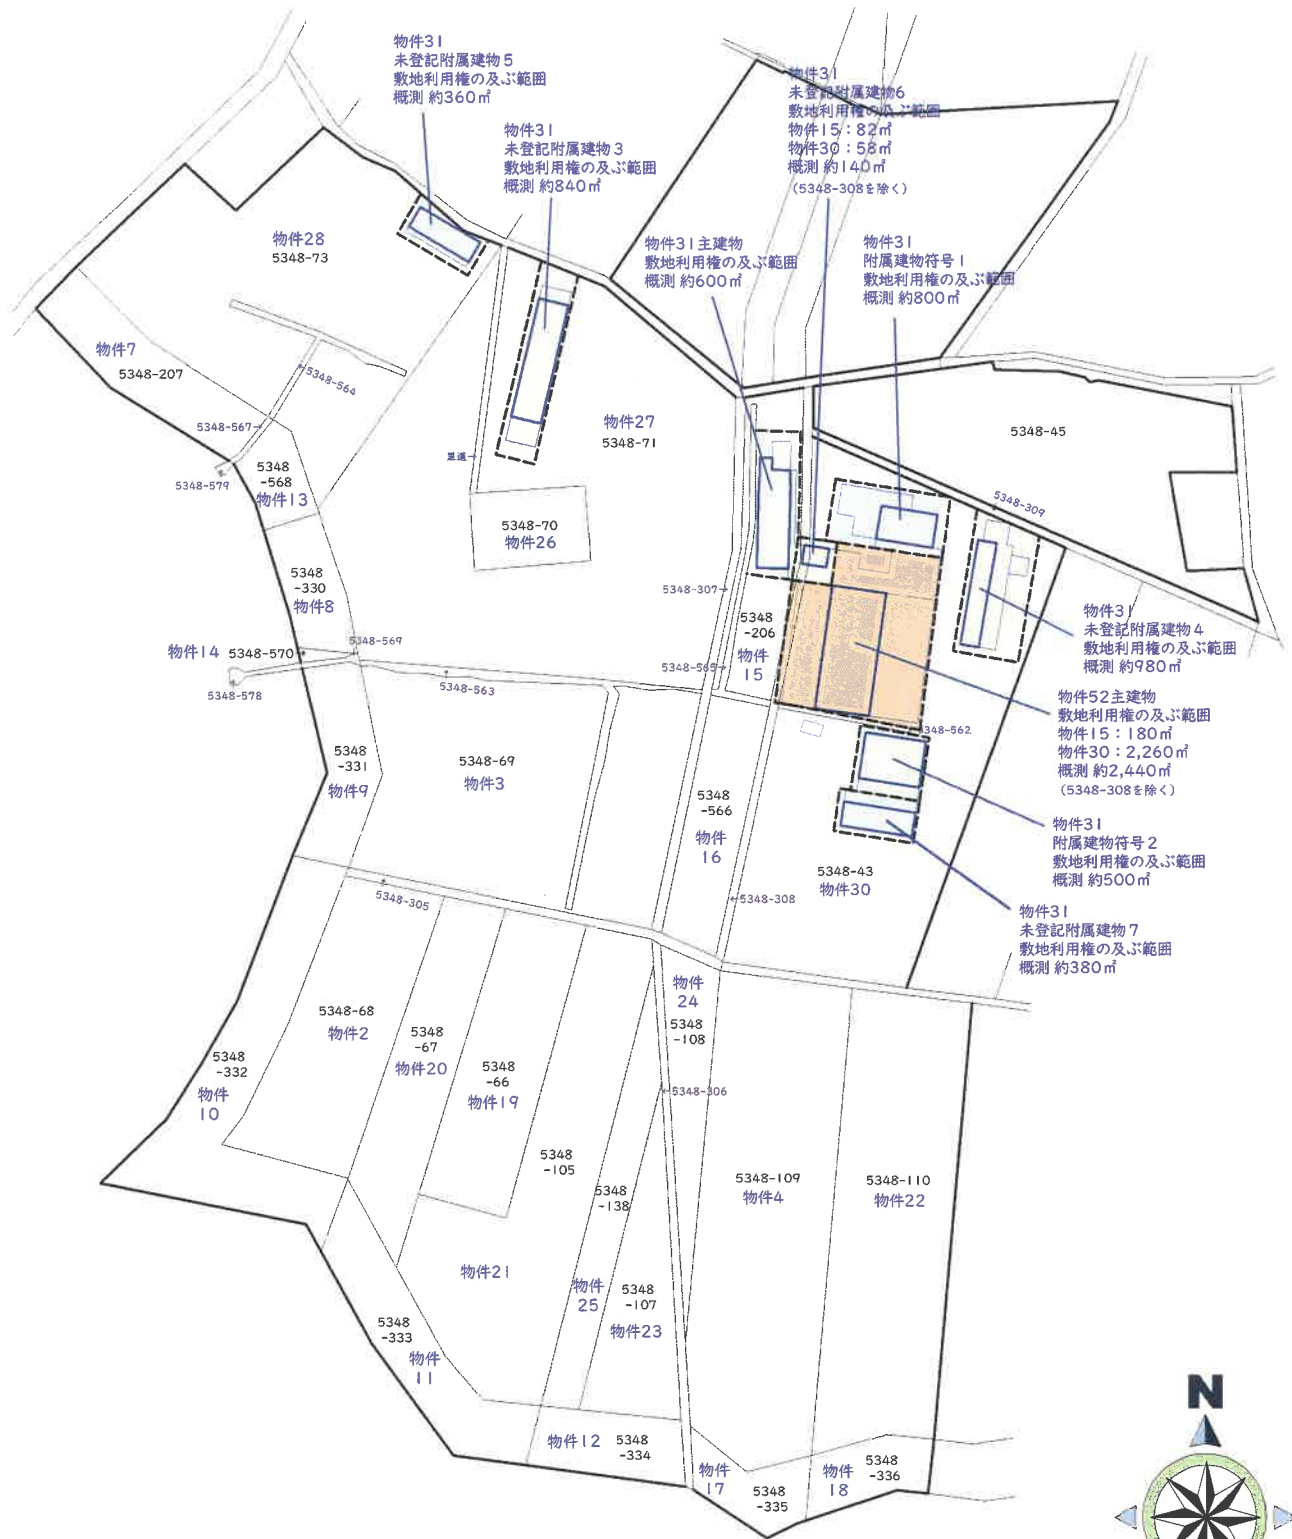 物件31
未登記附属建物5
敷地利用権の及ぶ範囲
概測 約360㎡
物件31
未登記附属建物3
敷地利用権の及ぶ範囲
概測 約840㎡
物件31
未登記附属建物6
敷地利用権の及ぶ範囲
物件15：82㎡
物件30：58㎡
概測 約140㎡
(5348-308を除く)
物件31主建物
敷地利用権の及ぶ範囲
概測 約600㎡
物件31
附属建物符号1
敷地利用権の及ぶ範囲
概測 約800㎡
物件28
5348-73
物件7
5348-207
5348-564
5348-567→
5348-579
5348
-568
物件13
物件27
5348-71
里道→
5348-70
物件26
5348-45
5348-309
5348
-330
物件8
物件14 5348-570
5348-569
5348-578
5348-563
5348-307→
5348
-206
物件
15
5348-565→
物件31
未登記附属建物4
敷地利用権の及ぶ範囲
概測 約980㎡
物件52主建物
敷地利用権の及ぶ範囲
物件15：180㎡
物件30：2,260㎡
概測 約2,440㎡
(5348-308を除く)
5348-562
5348
-331
物件9
5348-69
物件3
5348
-566
物件
16
物件31
附属建物符号2
敷地利用権の及ぶ範囲
概測 約500㎡
5348-43
物件30
←5348-308
5348-305
物件31
未登記附属建物7
敷地利用権の及ぶ範囲
概測 約380㎡
5348-68
物件2
5348
-67
物件20
5348
-66
物件19
物件
24
5348
-108
←5348-306
5348
-332
物件
10
5348
-105
5348
-138
5348-109
物件4
5348-110
物件22
物件21
物件
25
5348
-107
物件23
5348
-333
物件
11
物件12
5348
-334
物件
17
5348
-335
物件
18
5348
-336
N